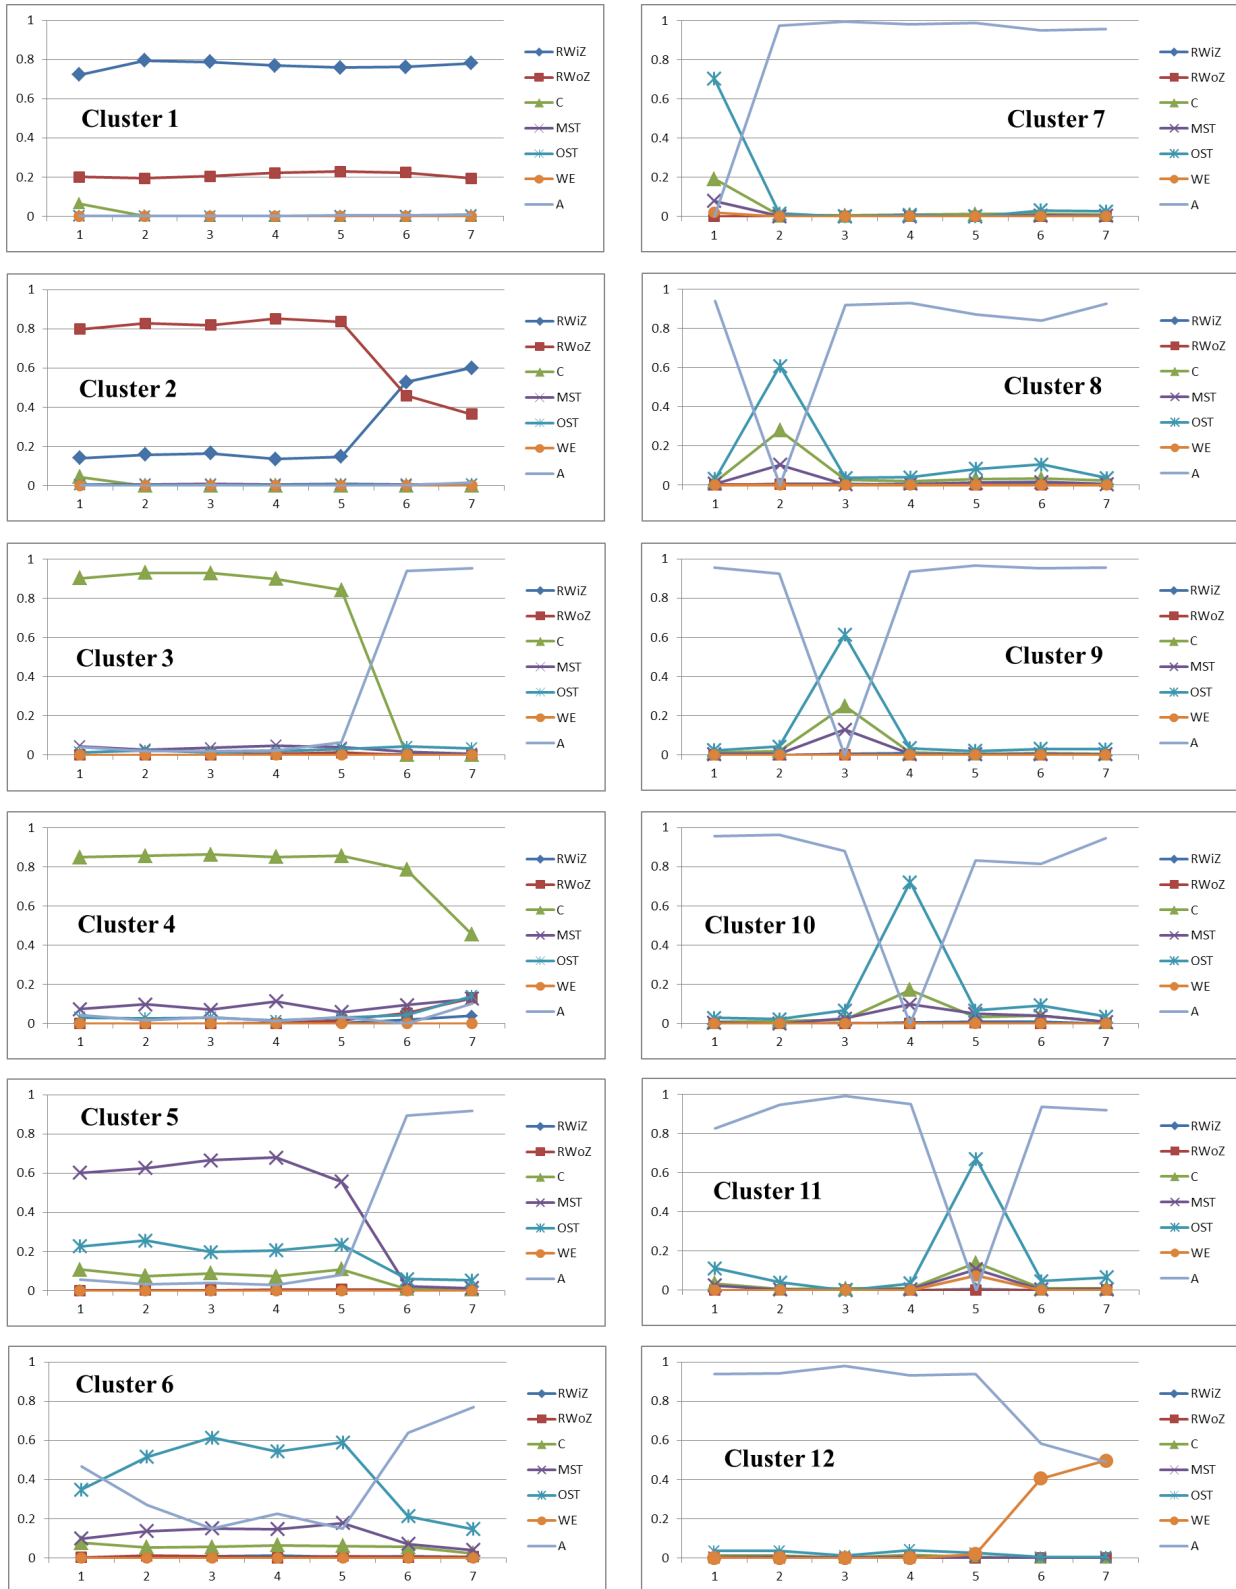 1
0.8
0.6
0.4
0.2
0
1 2 3 4 5 6 7
Cluster 1
RWiZ
RWoZ
C
MST
OST
WE
A
1
0.8
0.6
0.4
0.2
0
1 2 3 4 5 6 7
Cluster 7
RWiZ
RWoZ
C
MST
OST
WE
A
1
0.8
0.6
0.4
0.2
0
1 2 3 4 5 6 7
Cluster 2
RWiZ
RWoZ
C
MST
OST
WE
A
1
0.8
0.6
0.4
0.2
0
1 2 3 4 5 6 7
Cluster 8
RWiZ
RWoZ
C
MST
OST
WE
A
1
0.8
0.6
0.4
0.2
0
1 2 3 4 5 6 7
Cluster 3
RWiZ
RWoZ
C
MST
OST
WE
A
1
0.8
0.6
0.4
0.2
0
1 2 3 4 5 6 7
Cluster 9
RWiZ
RWoZ
C
MST
OST
WE
A
1
0.8
0.6
0.4
0.2
0
1 2 3 4 5 6 7
Cluster 4
RWiZ
RWoZ
C
MST
OST
WE
A
1
0.8
0.6
0.4
0.2
0
1 2 3 4 5 6 7
Cluster 10
RWiZ
RWoZ
C
MST
OST
WE
A
1
0.8
0.6
0.4
0.2
0
1 2 3 4 5 6 7
Cluster 5
RWiZ
RWoZ
C
MST
OST
WE
A
1
0.8
0.6
0.4
0.2
0
1 2 3 4 5 6 7
Cluster 11
RWiZ
RWoZ
C
MST
OST
WE
A
1
0.8
0.6
0.4
0.2
0
1 2 3 4 5 6 7
Cluster 6
RWiZ
RWoZ
C
MST
OST
WE
A
1
0.8
0.6
0.4
0.2
0
1 2 3 4 5 6 7
Cluster 12
RWiZ
RWoZ
C
MST
OST
WE
A